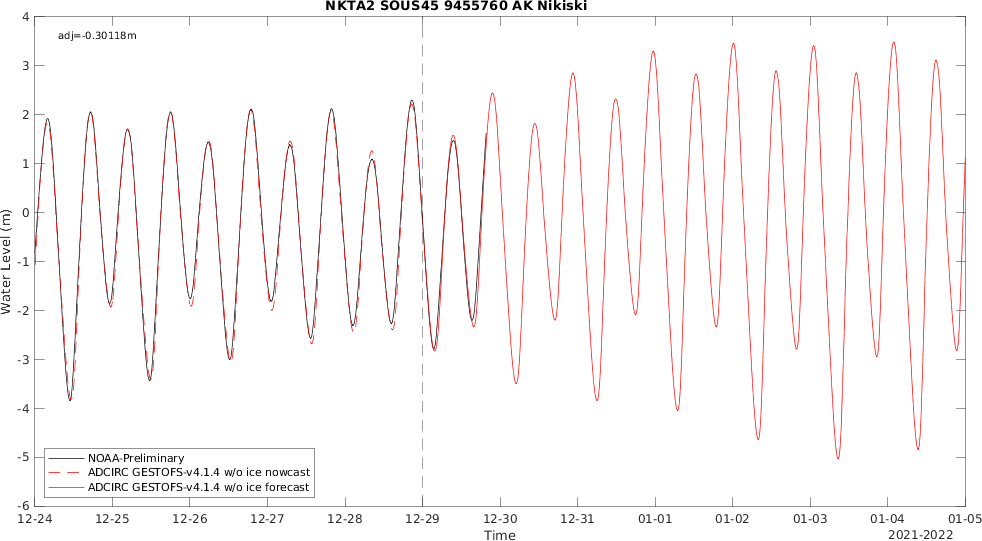 NKTA2 SOUS45 9455760 AK Nikiski
adj=-0.30118m
4
3
2
1
0
-1
-2
-3
-4
-5
-6
Water Level (m)
NOAA-Preliminary
ADCIRC GESTOFS-v4.1.4 w/o ice nowcast
ADCIRC GESTOFS-v4.1.4 w/o ice forecast
12-24 12-25 12-26 12-27 12-28 12-29 12-30 12-31 01-01 01-02 01-03 01-04 01-05
Time
2021-2022